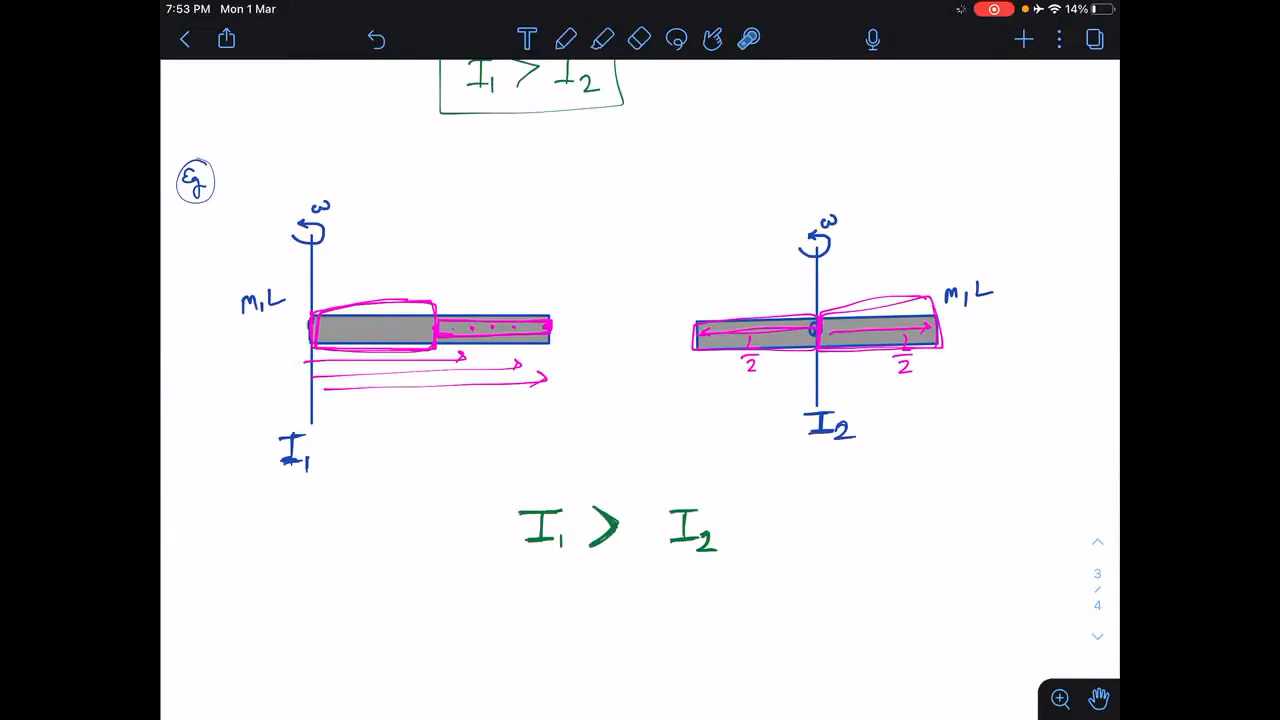 7:53 PM Mon 1 Mar
14%
T
I₁ > I₂
Eg
ω
ω
m, L
m, L
L/2
L/2
I₁
I₂
I₁ > I₂
3
/
4